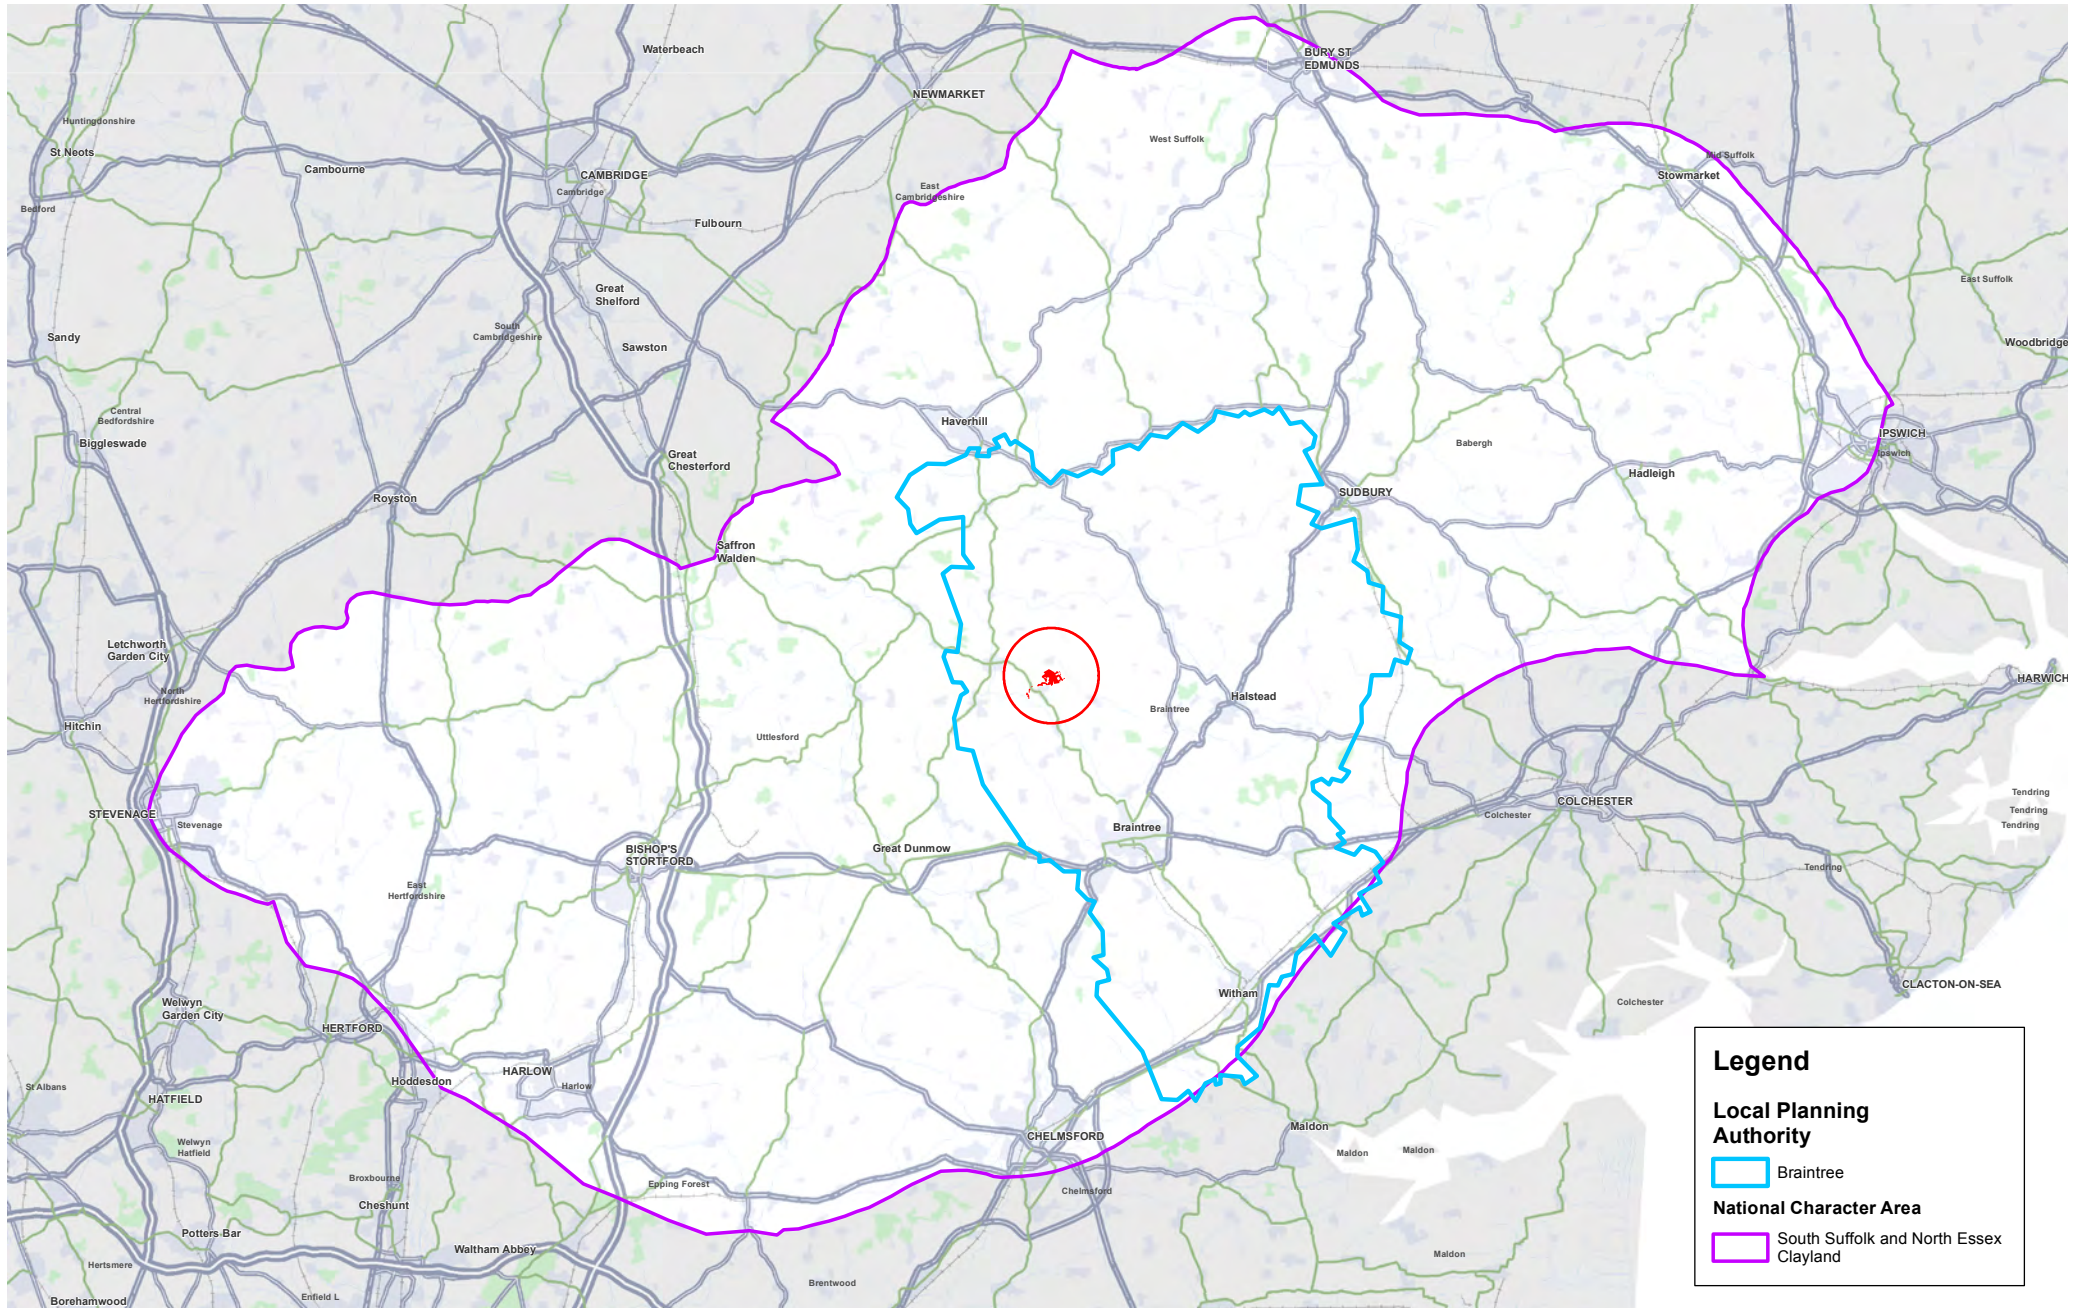 Waterbeach
BURY ST
EDMUNDS
NEWMARKET
Huntingdonshire
St Neots
Cambourne
CAMBRIDGE
Cambridge
West Suffolk
Mid Suffolk
Stowmarket
East
Cambridgeshire
Bedford
Fulbourn
East Suffolk
Great
Shelford
South
Cambridgeshire
Sandy
Sawston
Woodbridge
Central
Bedfordshire
Biggleswade
Haverhill
Babergh
IPSWICH
Ipswich
Great
Chesterford
Hadleigh
Royston
SUDBURY
Saffron
Walden
Letchworth
Garden City
North
Hertfordshire
HARWICH
Hitchin
Halstead
Braintree
Uttlesford
STEVENAGE
Stevenage
COLCHESTER
Colchester
Tendring
Tendring
Tendring
Braintree
BISHOP'S
STORTFORD
Great Dunmow
Tendring
East
Hertfordshire
Witham
CLACTON-ON-SEA
Colchester
Welwyn
Garden City
HERTFORD
HARLOW
Harlow
Hoddesdon
St Albans
HATFIELD
Welwyn
Hatfield
CHELMSFORD
Maldon
Maldon
Maldon
Broxbourne
Epping Forest
Chelmsford
Cheshunt
Potters Bar
Waltham Abbey
Hertsmere
Maldon
Brentwood
Enfield L
Borehamwood
Legend
Local Planning
Authority
Braintree
National Character Area
South Suffolk and North Essex
Clayland